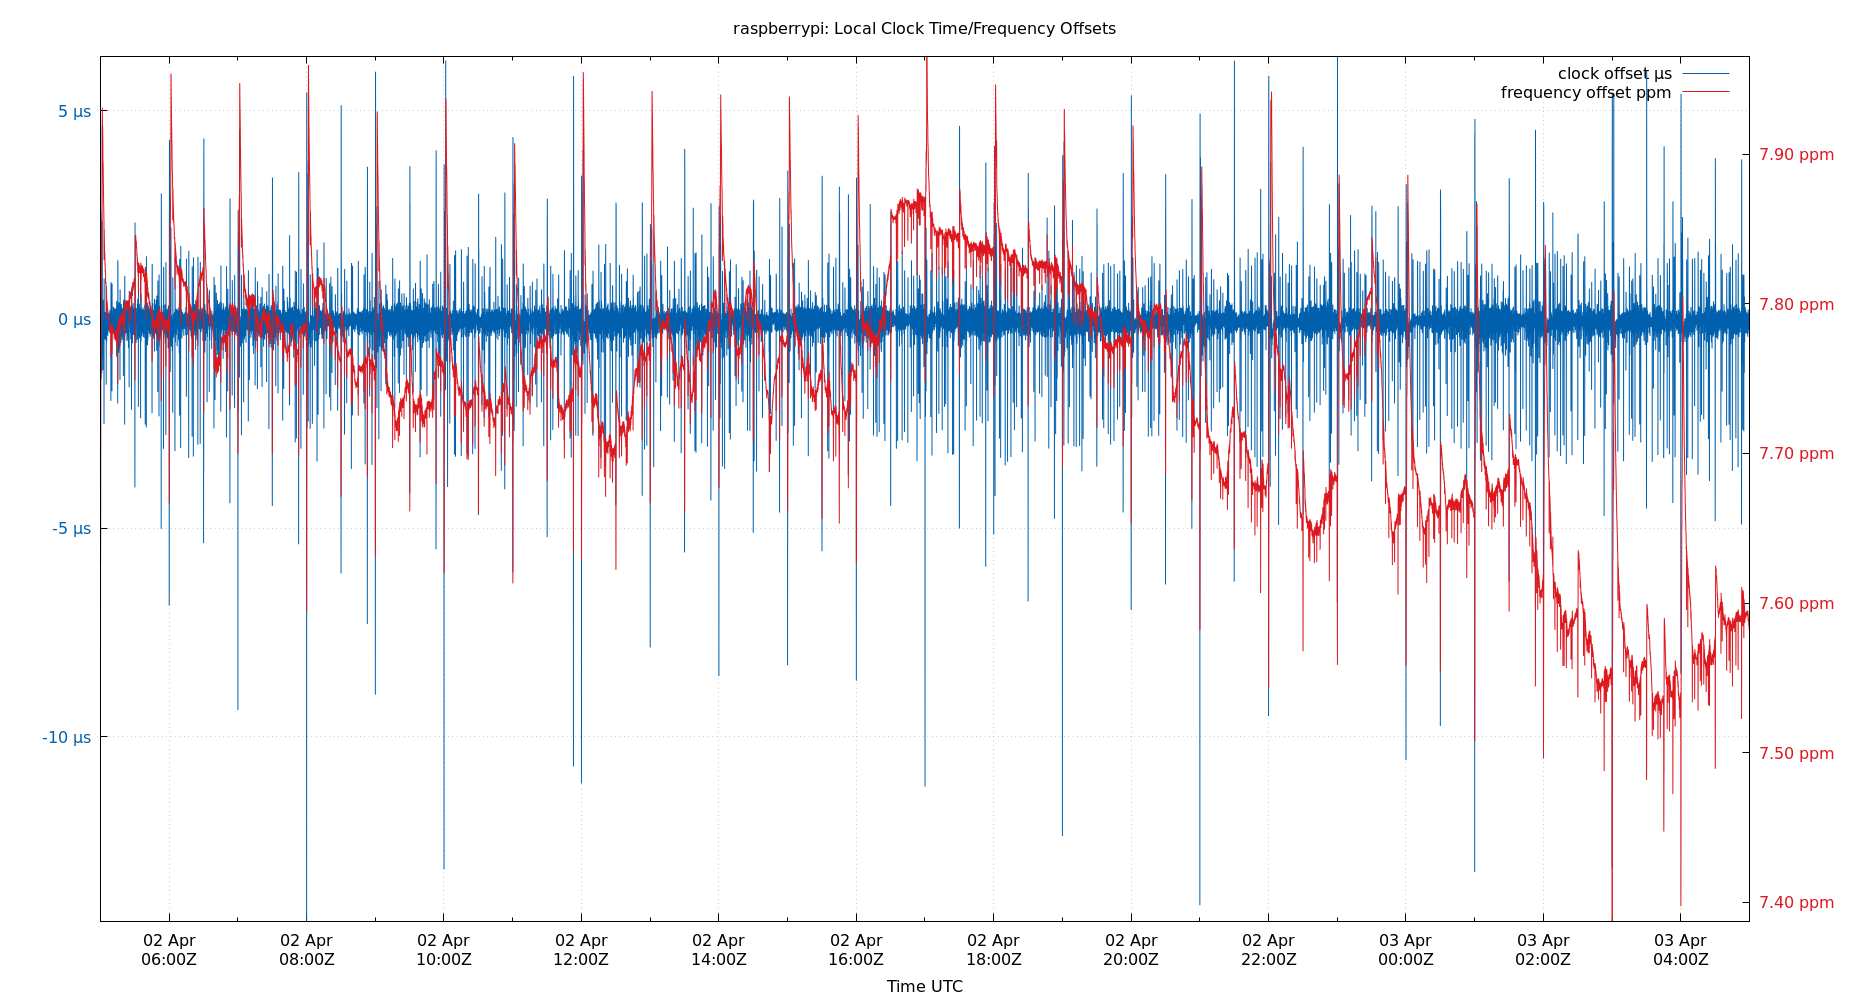 raspberrypi: Local Clock Time/Frequency Offsets
clock offset µs
frequency offset ppm
5 µs
0 µs
-5 µs
-10 µs
7.90 ppm
7.80 ppm
7.70 ppm
7.60 ppm
7.50 ppm
7.40 ppm
02 Apr 02 Apr 02 Apr 02 Apr 02 Apr 02 Apr 02 Apr 02 Apr 02 Apr 03 Apr 03 Apr 03 Apr
06:00Z 08:00Z 10:00Z 12:00Z 14:00Z 16:00Z 18:00Z 20:00Z 22:00Z 00:00Z 02:00Z 04:00Z
Time UTC